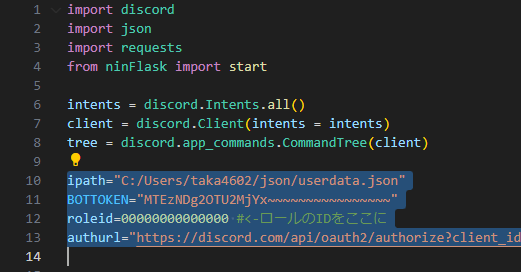 1 import discord
2 import json
3 import requests
4 from ninFlask import start
5
6 intents = discord.Intents.all()
7 client = discord.Client(intents = intents)
8 tree = discord.app_commands.CommandTree(client)
9
10 ipath="C:/Users/taka4602/json/userdata.json"
11 BOTTOKEN="MTEzNDg2OTU2MjYx~~~~~~~~~~~~~~~~"
12 roleid=00000000000000 #<-ロールのIDをここに
13 authurl="https://discord.com/api/oauth2/authorize?client_id
14